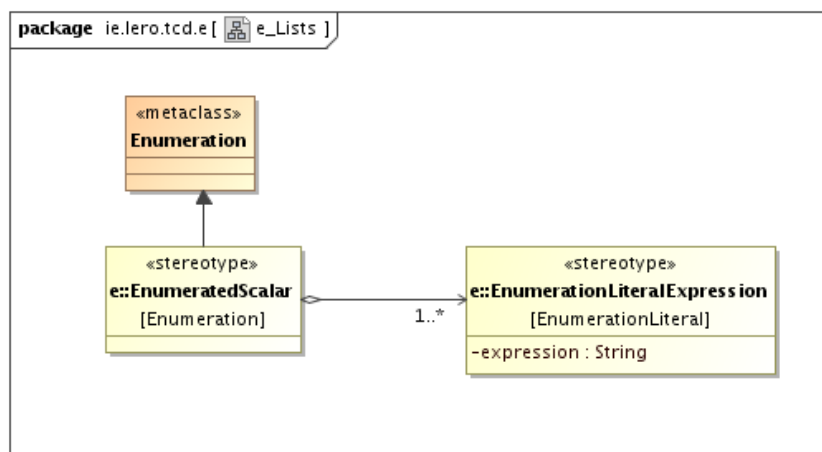 package ie.lero.tcd.e [ e_Lists ]
«metaclass»
Enumeration
«stereotype»
e::EnumeratedScalar
[Enumeration]
1..*
«stereotype»
e::EnumerationLiteralExpression
[EnumerationLiteral]
-expression : String